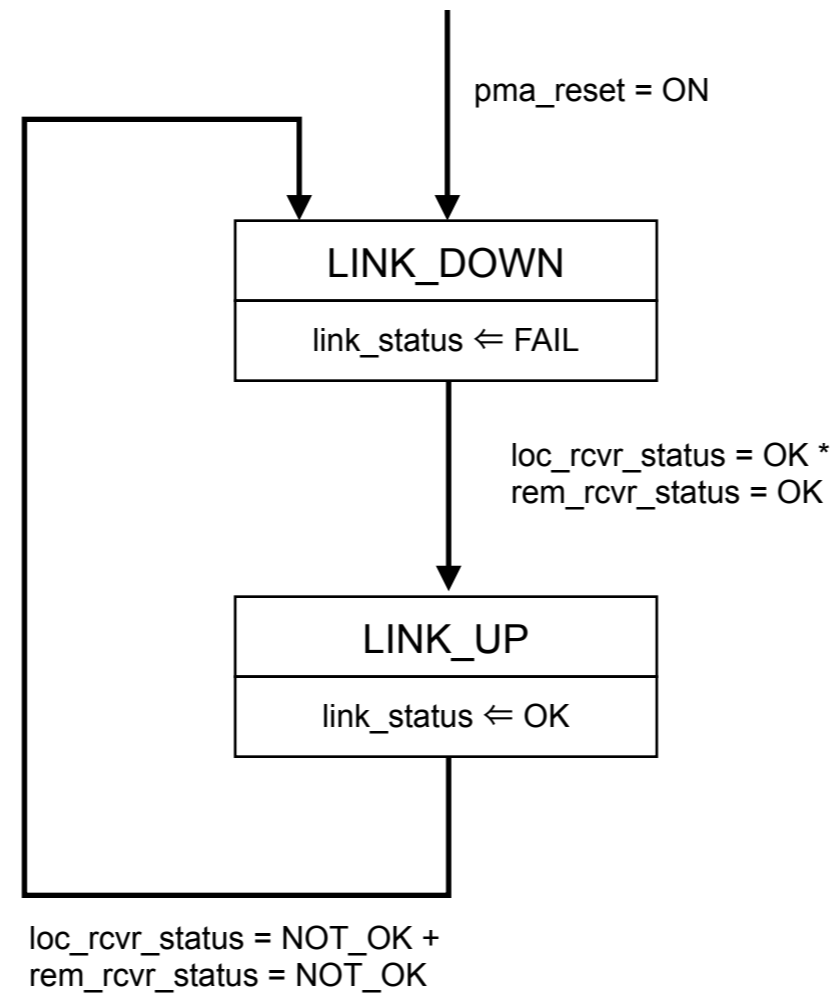 pma_reset = ON
LINK_DOWN
link_status ⇐ FAIL
loc_rcvr_status = OK *
rem_rcvr_status = OK
LINK_UP
link_status ⇐ OK
loc_rcvr_status = NOT_OK +
rem_rcvr_status = NOT_OK